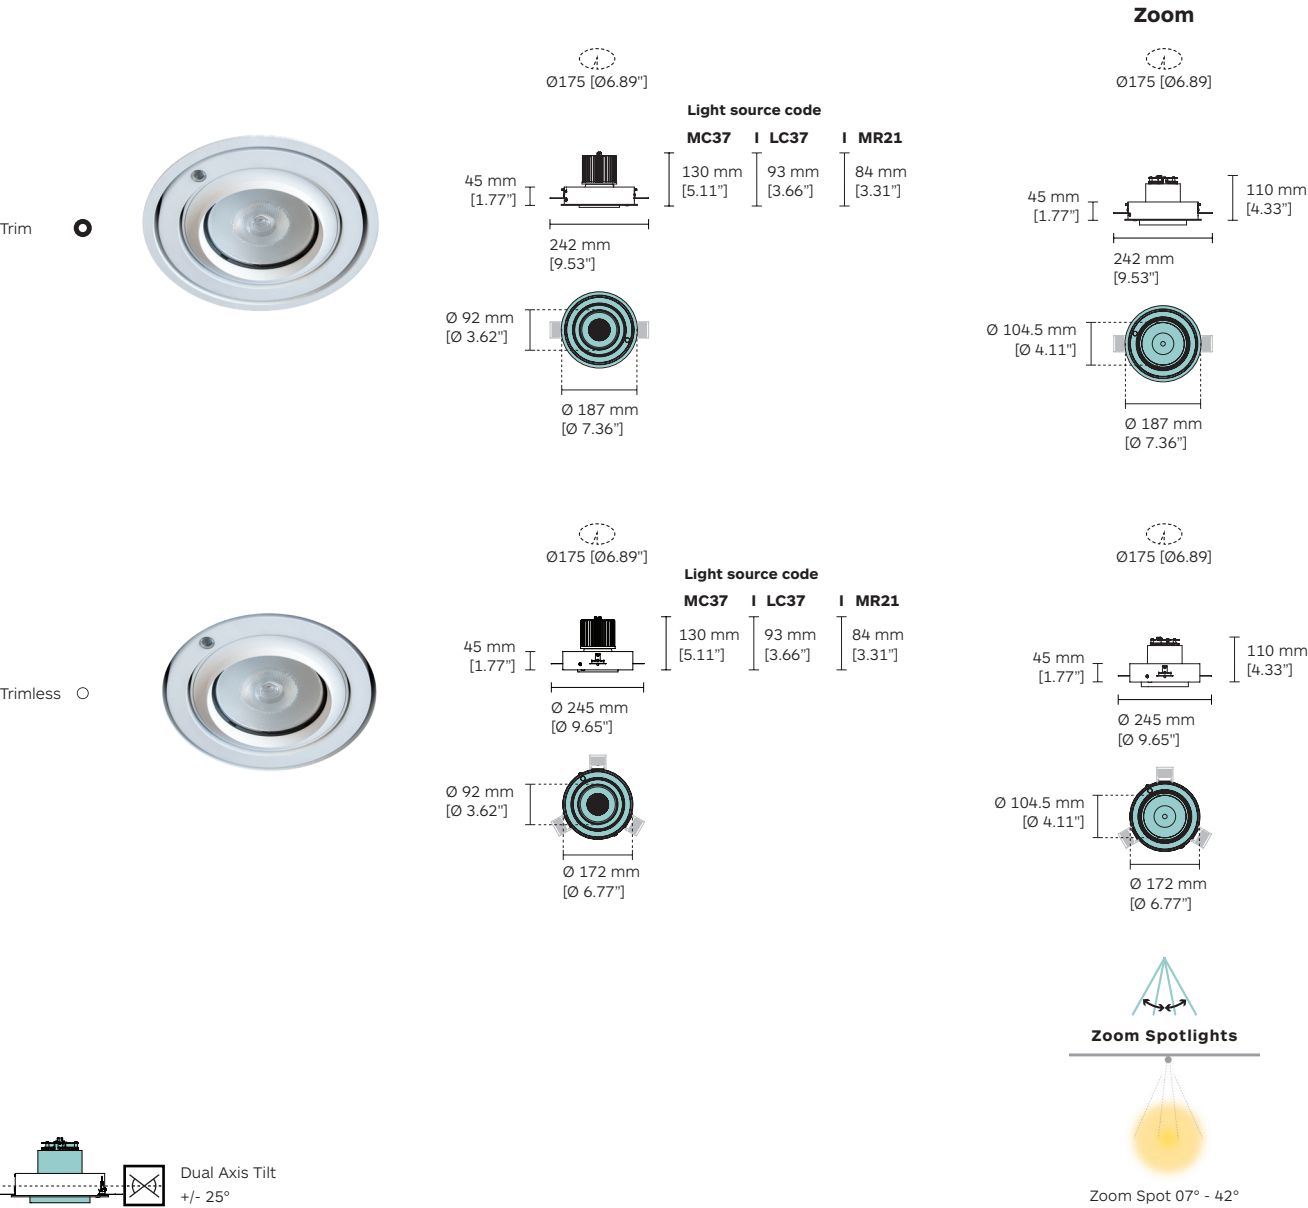 Zoom
Ø175 [Ø6.89"]
Ø175 [Ø6.89]
Light source code
MC37 I LC37 I MR21
45 mm
[1.77”]
130 mm
[5.11”]
93 mm
[3.66”]
84 mm
[3.31”]
242 mm
[9.53"]
45 mm
[1.77”]
110 mm
[4.33”]
242 mm
[9.53”]
Trim
Ø 92 mm
[Ø 3.62”]
Ø 187 mm
[Ø 7.36”]
Ø 104.5 mm
[Ø 4.11"]
Ø 187 mm
[Ø 7.36”]
Ø175 [Ø6.89"]
Ø175 [Ø6.89]
Light source code
MC37 I LC37 I MR21
45 mm
[1.77”]
130 mm
[5.11”]
93 mm
[3.66”]
84 mm
[3.31”]
Ø 245 mm
[Ø 9.65"]
45 mm
[1.77”]
110 mm
[4.33”]
Ø 245 mm
[Ø 9.65"]
Trimless
Ø 92 mm
[Ø 3.62”]
Ø 172 mm
[Ø 6.77”]
Ø 104.5 mm
[Ø 4.11"]
Ø 172 mm
[Ø 6.77”]
Zoom Spotlights
Zoom Spot 07° - 42°
Dual Axis Tilt
+/- 25°